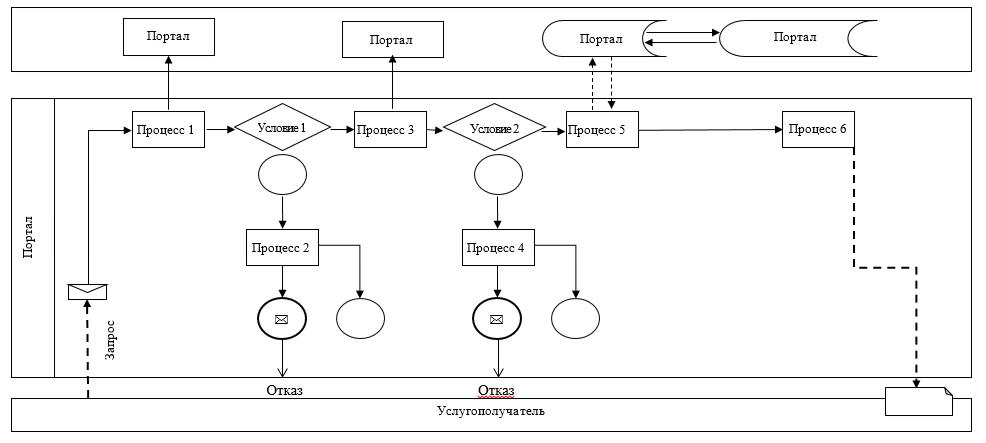 Портал
Портал
Портал
Портал
Процесс 1
Условие 1
Процесс 3
Условие 2
Процесс 5
Процесс 6
Портал
Процесс 2
Процесс 4
Запрос
Отказ
Отказ
Услугополучатель